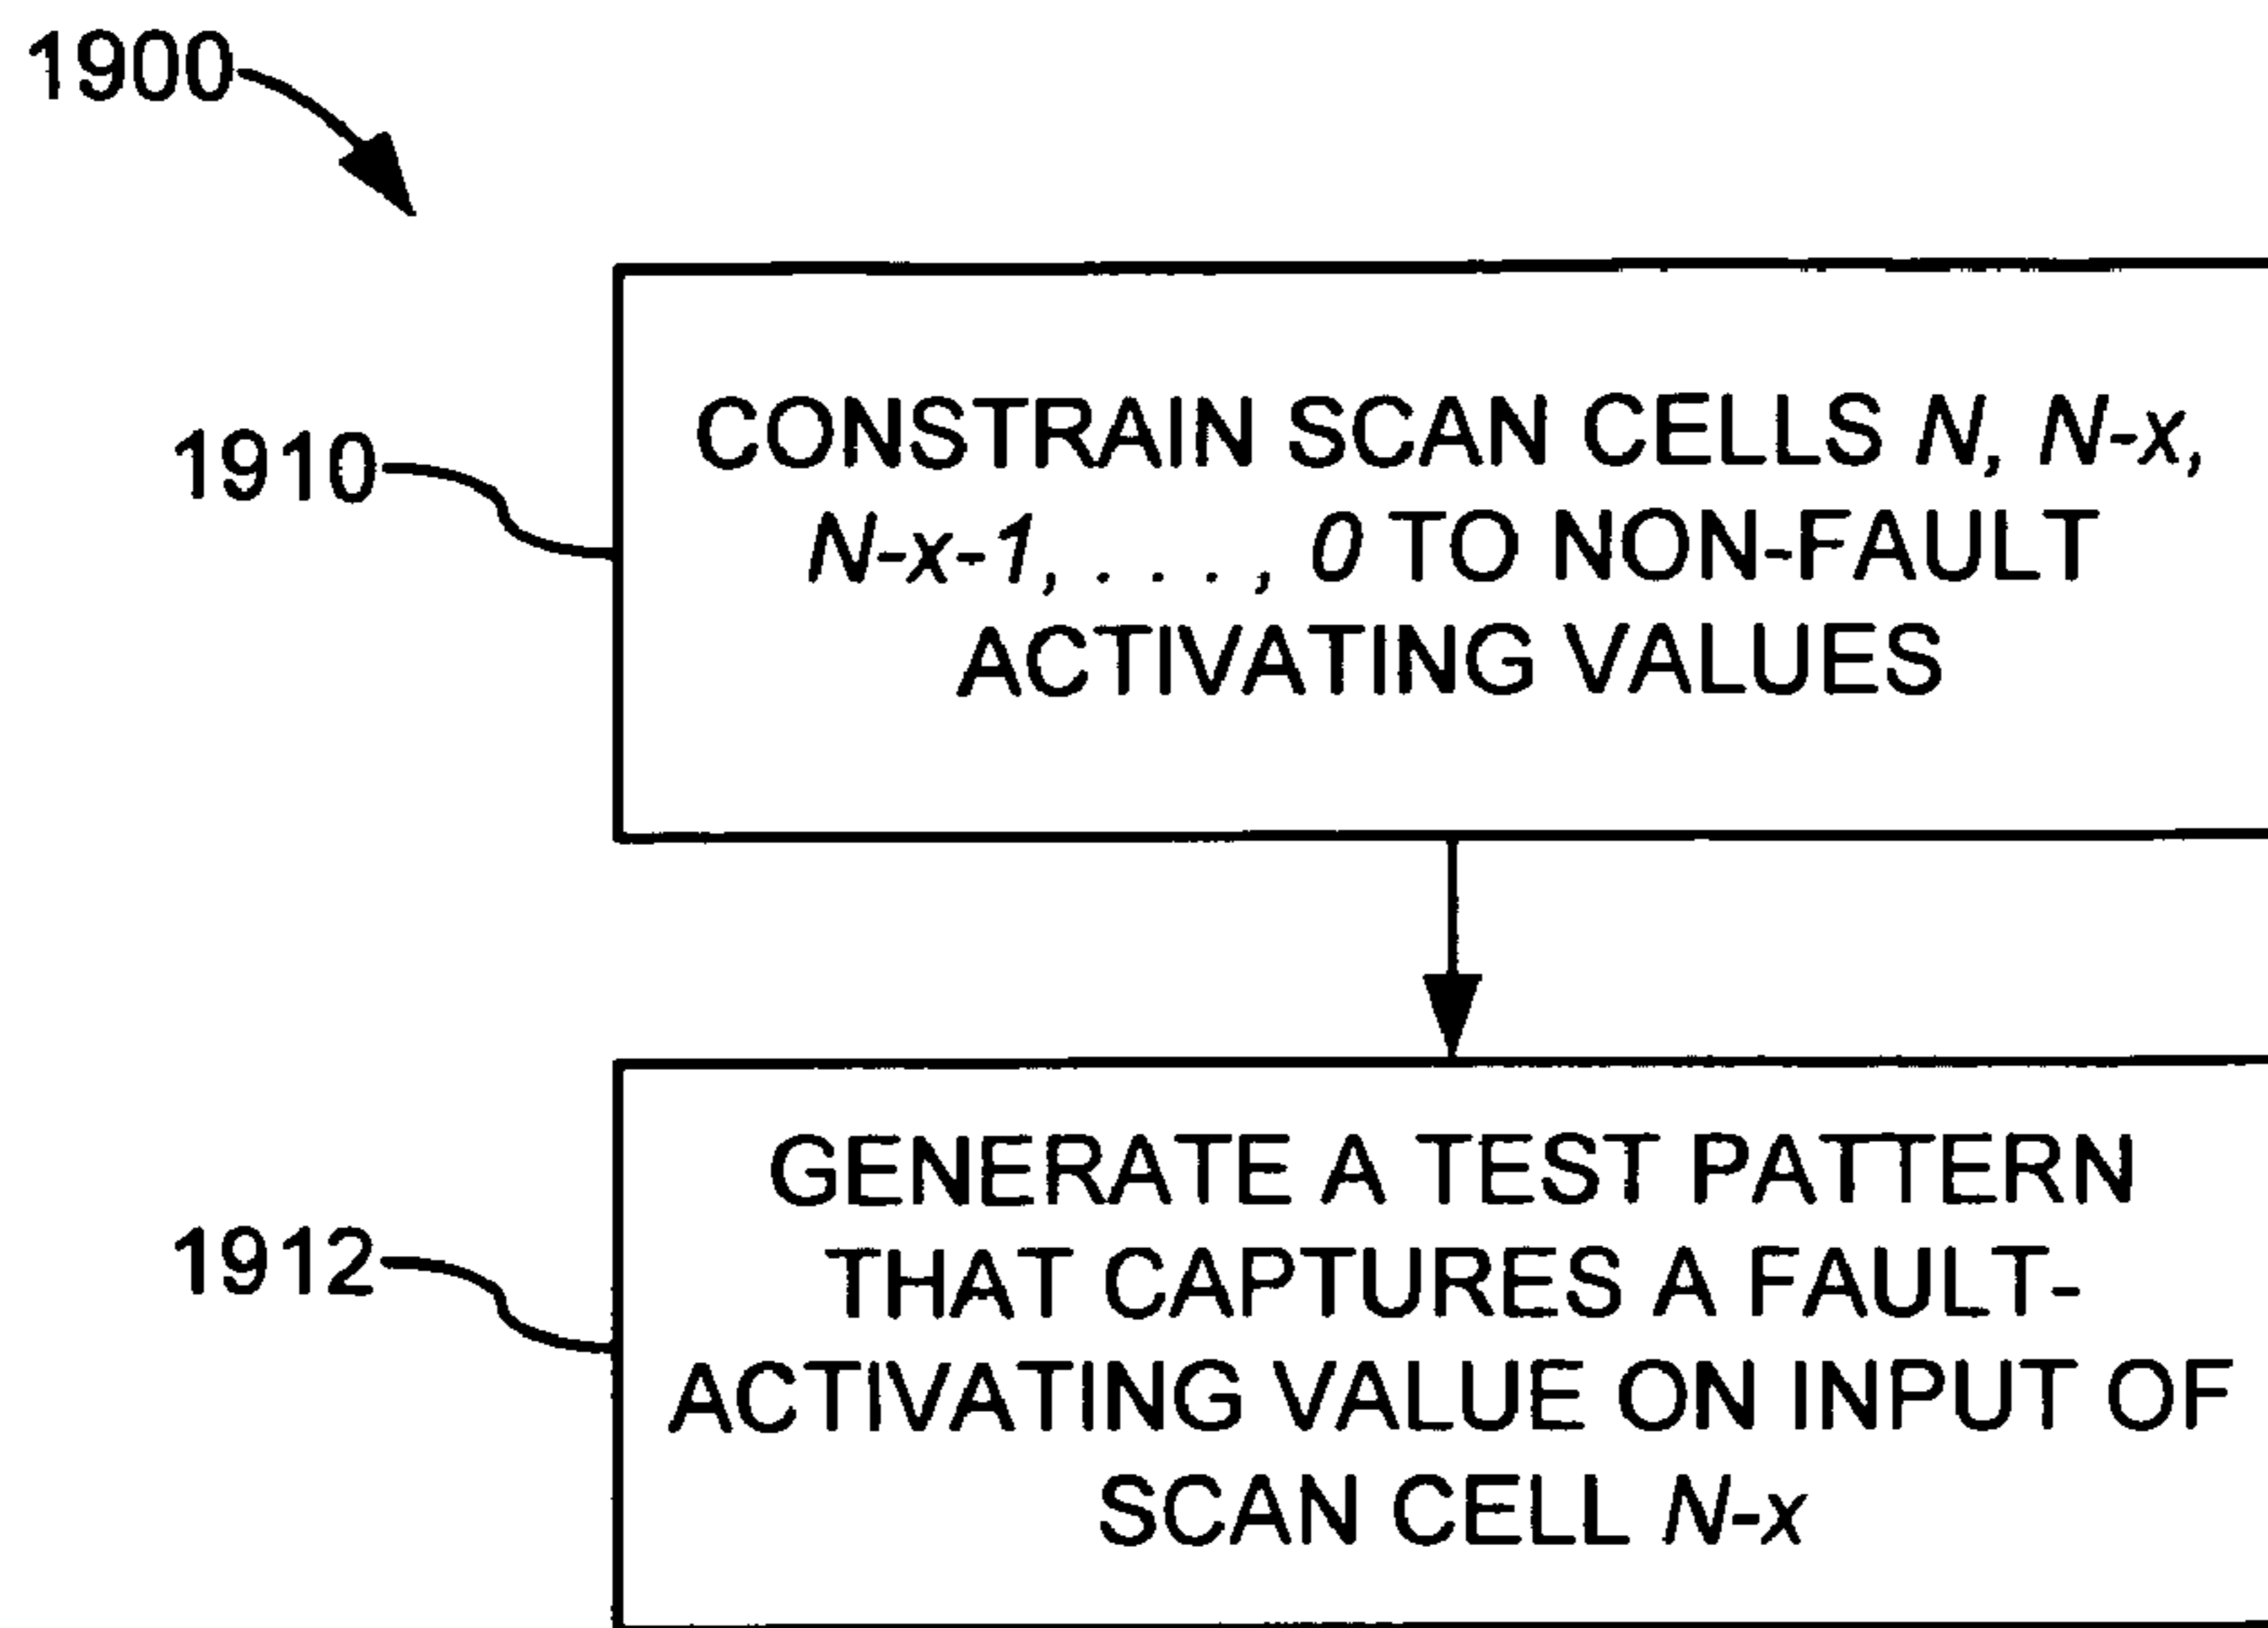 1900
1910
CONSTRAIN SCAN CELLS N, N-x,
N-x-1, . . . , 0 TO NON-FAULT
ACTIVATING VALUES
1912
GENERATE A TEST PATTERN
THAT CAPTURES A FAULT-
ACTIVATING VALUE ON INPUT OF
SCAN CELL N-x